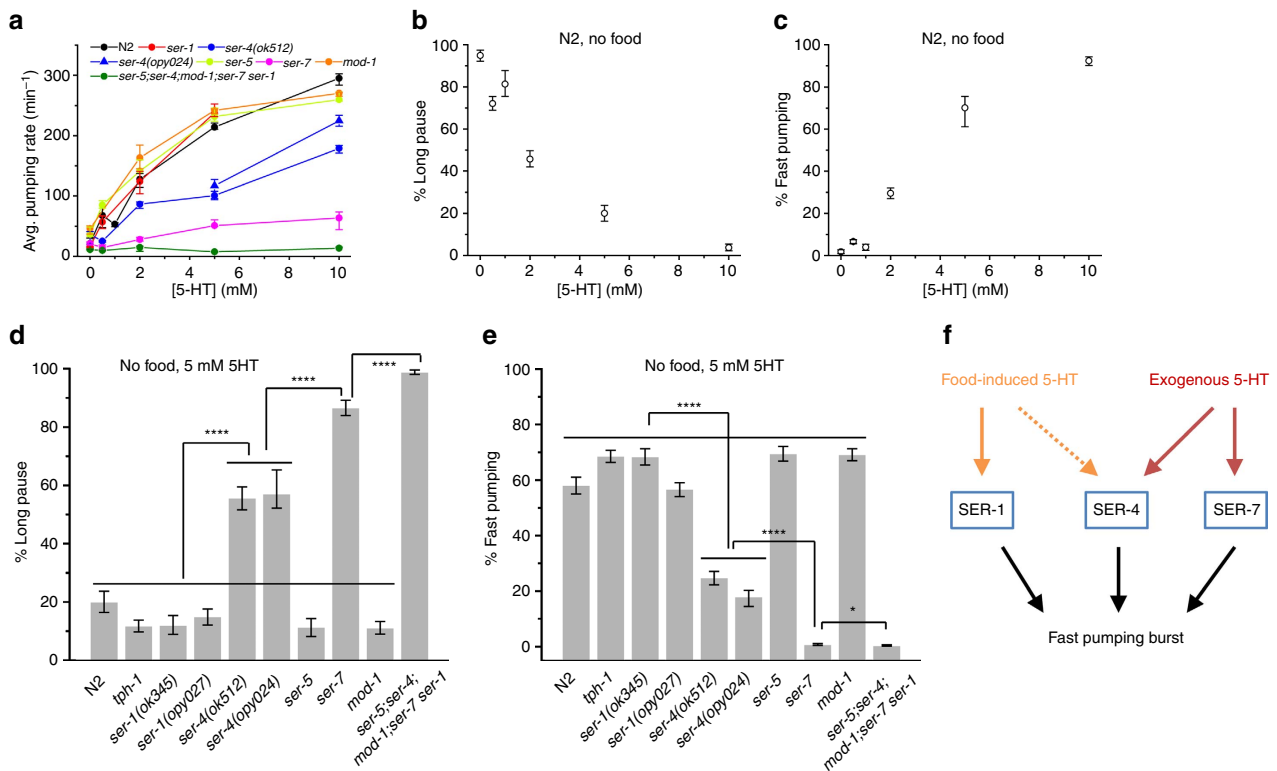 a
N2 ser-1 ser-4(ok512)
ser-4(opy024) ser-5 ser-7 mod-1
ser-5;ser-4;mod-1;ser-7 ser-1
Avg. pumping rate (min⁻¹)
300
200
100
0
0 2 4 6 8 10
[5-HT] (mM)
b
N2, no food
% Long pause
100
80
60
40
20
0
0 2 4 6 8 10
[5-HT] (mM)
c
N2, no food
% Fast pumping
100
80
60
40
20
0
0 2 4 6 8 10
[5-HT] (mM)
d
No food, 5 mM 5HT
% Long pause
100
80
60
40
20
0
****
****
****
N2
tph-1
ser-1(ok345)
ser-1(opy027)
ser-4(ok512)
ser-4(opy024)
ser-5
ser-7
mod-1
ser-5;ser-4;
mod-1;ser-7 ser-1
e
No food, 5 mM 5HT
% Fast pumping
100
80
60
40
20
0
****
****
*
N2
tph-1
ser-1(ok345)
ser-1(opy027)
ser-4(ok512)
ser-4(opy024)
ser-5
ser-7
mod-1
ser-5;ser-4;
mod-1;ser-7 ser-1
f
Food-induced 5-HT
Exogenous 5-HT
SER-1
SER-4
SER-7
Fast pumping burst